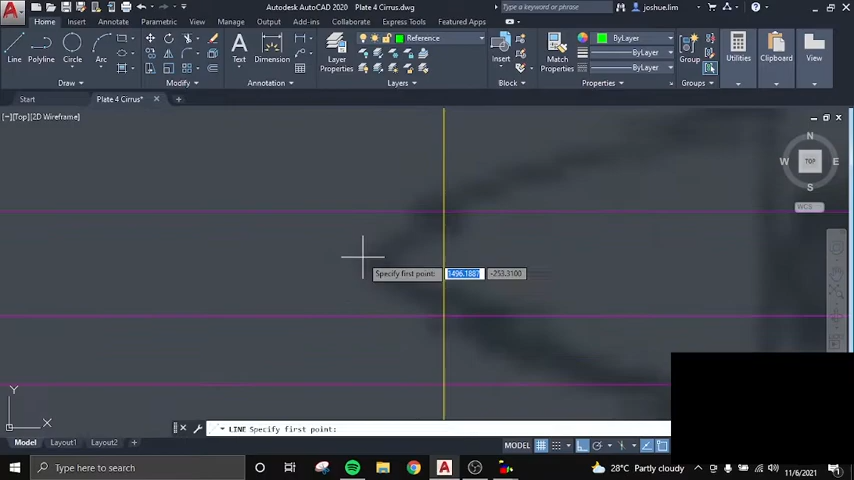 Autodesk AutoCAD 2020 Plate 4 Cirrus.dwg
Type a keyword or phrase
joshue.lim
Home Insert Annotate Parametric View Manage Output Add-ins Collaborate Express Tools Featured Apps
Line Polyline Circle Arc
Text Dimension
Layer Properties
Reference
Insert
Match Properties
ByLayer
ByLayer
ByLayer
Group
Utilities
Clipboard
View
Draw Modify Annotation Layers Block Properties Groups
Start Plate 4 Cirrus*
[−][Top][2D Wireframe]
N
W TOP E
S
WCS
Specify first point: 1496.1887 -253.3100
Y
X
LINE Specify first point:
Model Layout1 Layout2
MODEL
Type here to search
28°C Partly cloudy
11/6/2021